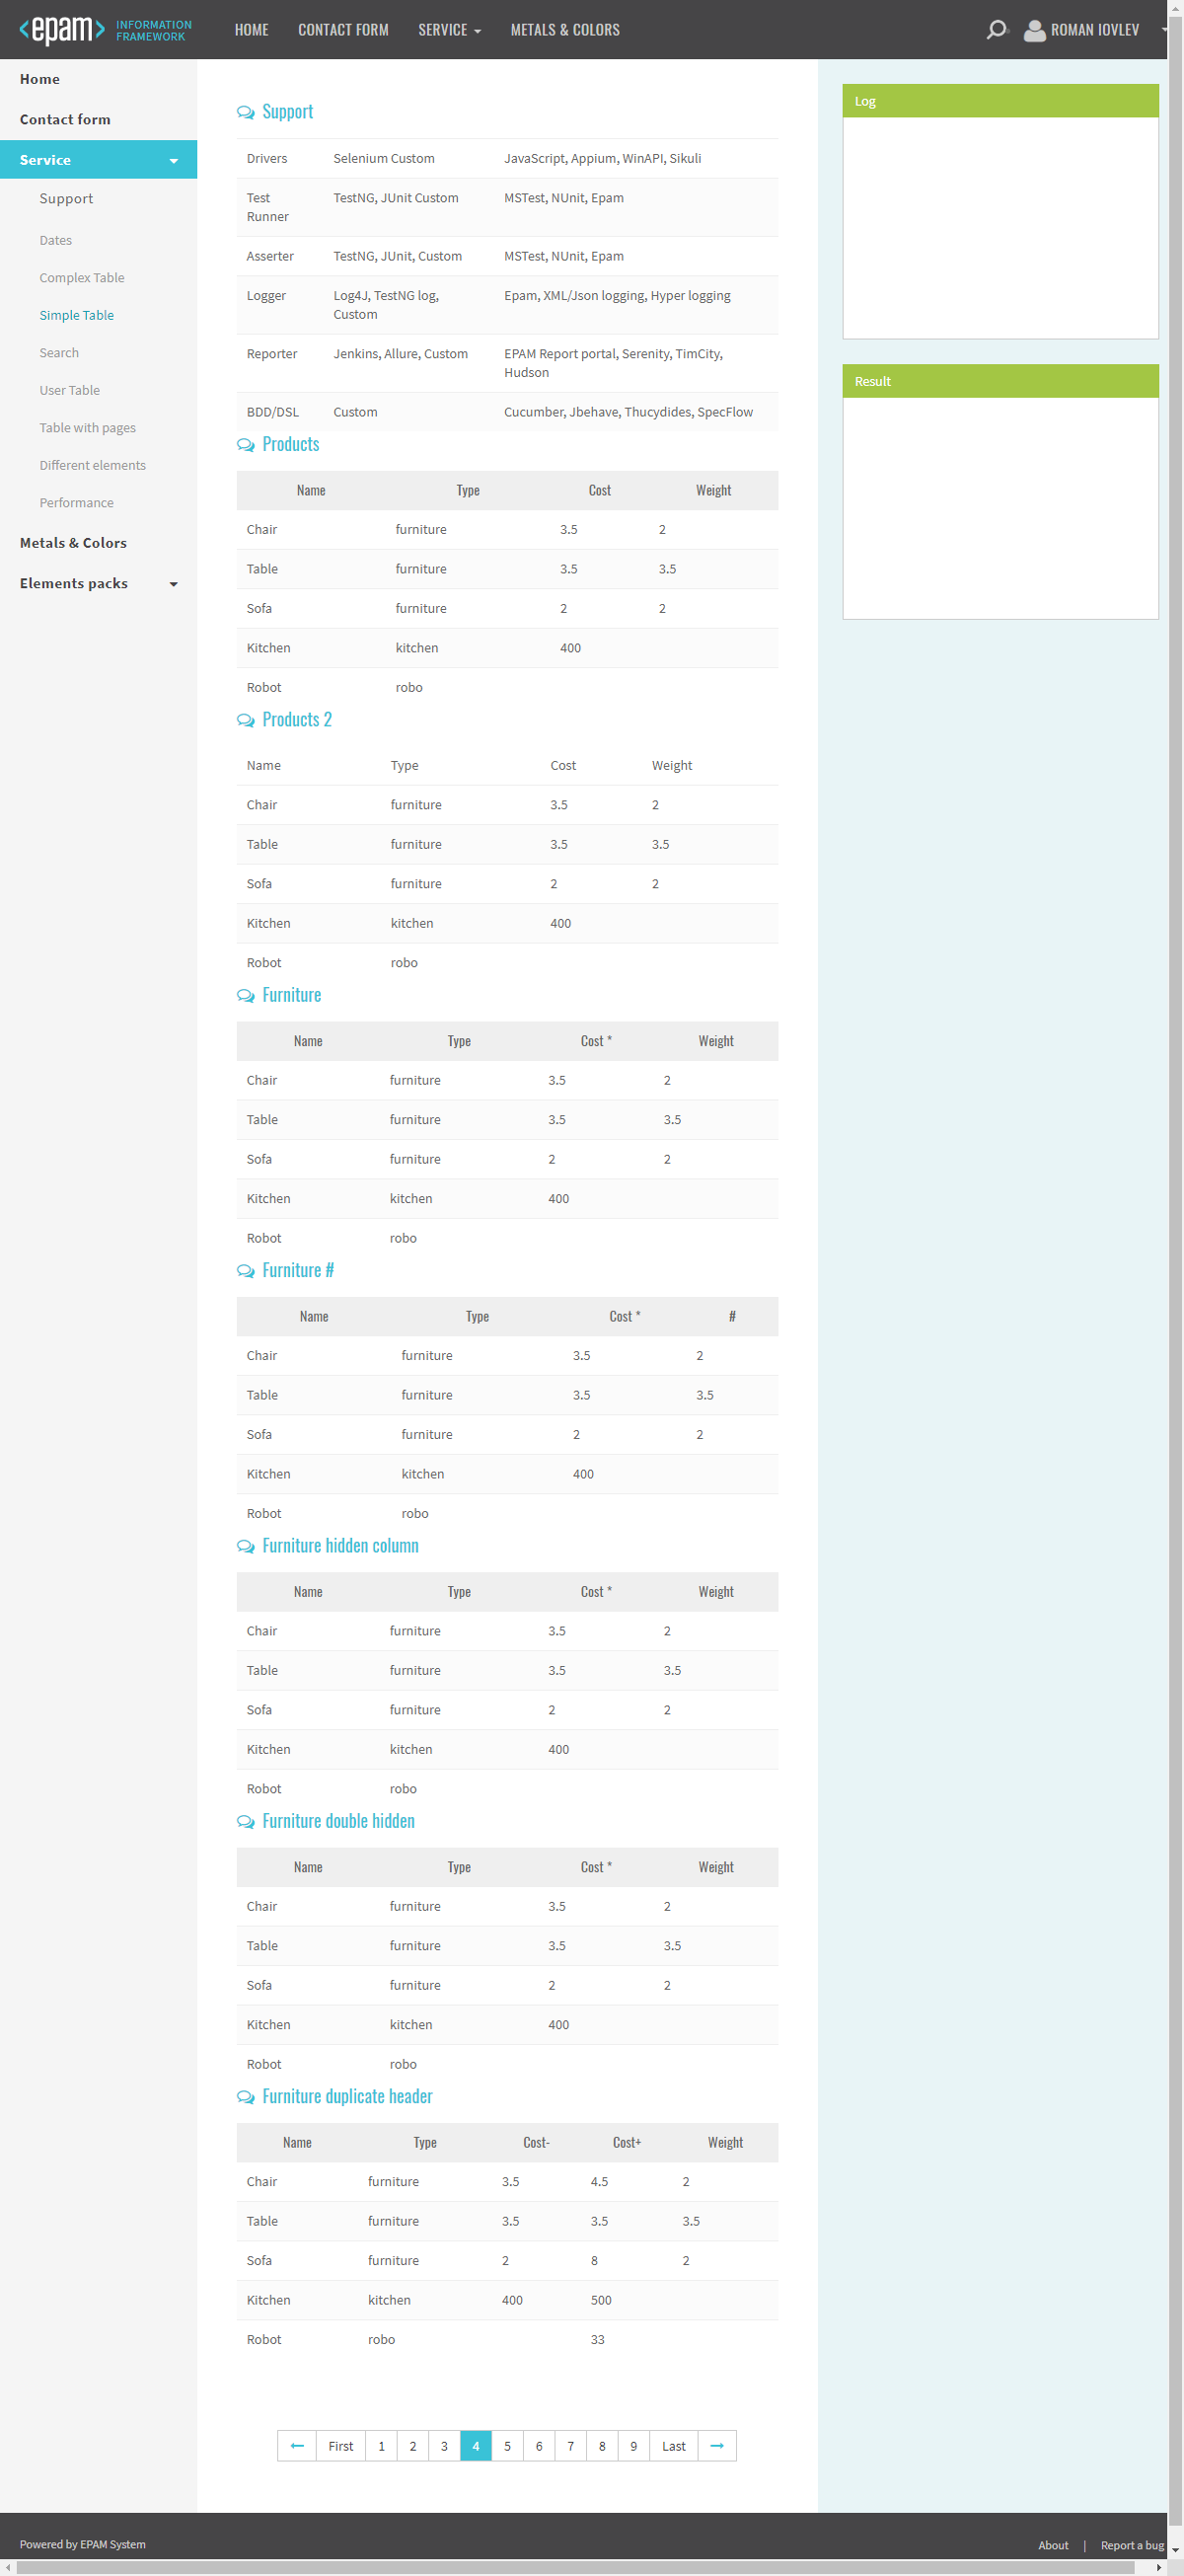 <epam> INFORMATION FRAMEWORK HOME CONTACT FORM SERVICE METALS & COLORS ROMAN IOVLEV
Home
Contact form
Service
Support
Dates
Complex Table
Simple Table
Search
User Table
Table with pages
Different elements
Performance
Metals & Colors
Elements packs
Support
Drivers Selenium Custom JavaScript, Appium, WinAPI, Sikuli
Test Runner TestNG, JUnit Custom MSTest, NUnit, Epam
Asserter TestNG, JUnit, Custom MSTest, NUnit, Epam
Logger Log4J, TestNG log, Custom Epam, XML/Json logging, Hyper logging
Reporter Jenkins, Allure, Custom EPAM Report portal, Serenity, TimCity, Hudson
BDD/DSL Custom Cucumber, Jbehave, Thucydides, SpecFlow
Products
Name Type Cost Weight
Chair furniture 3.5 2
Table furniture 3.5 3.5
Sofa furniture 2 2
Kitchen kitchen 400
Robot robo
Products 2
Name Type Cost Weight
Chair furniture 3.5 2
Table furniture 3.5 3.5
Sofa furniture 2 2
Kitchen kitchen 400
Robot robo
Furniture
Name Type Cost * Weight
Chair furniture 3.5 2
Table furniture 3.5 3.5
Sofa furniture 2 2
Kitchen kitchen 400
Robot robo
Furniture #
Name Type Cost * #
Chair furniture 3.5 2
Table furniture 3.5 3.5
Sofa furniture 2 2
Kitchen kitchen 400
Robot robo
Furniture hidden column
Name Type Cost * Weight
Chair furniture 3.5 2
Table furniture 3.5 3.5
Sofa furniture 2 2
Kitchen kitchen 400
Robot robo
Furniture double hidden
Name Type Cost * Weight
Chair furniture 3.5 2
Table furniture 3.5 3.5
Sofa furniture 2 2
Kitchen kitchen 400
Robot robo
Furniture duplicate header
Name Type Cost- Cost+ Weight
Chair furniture 3.5 4.5 2
Table furniture 3.5 3.5 3.5
Sofa furniture 2 8 2
Kitchen kitchen 400 500
Robot robo 33
← First 1 2 3 4 5 6 7 8 9 Last →
Log
Result
Powered by EPAM System About | Report a bug